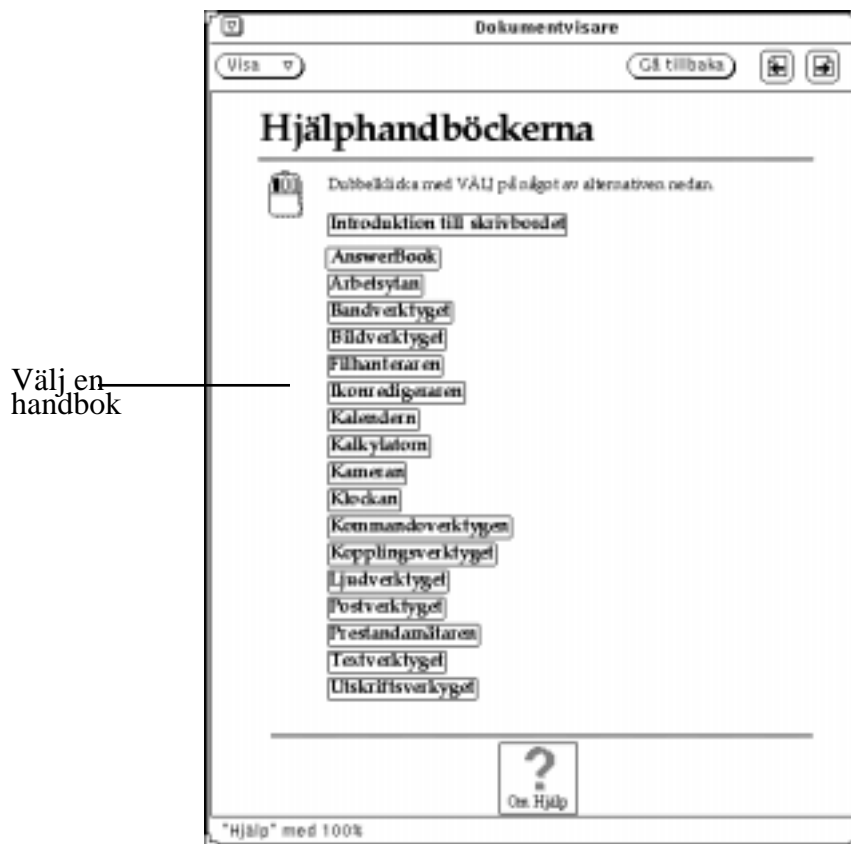 Dokumentvisare
Visa
Gå tillbaka
Hjälphandböckerna
Dubbelklicka med VÄLJ på något av alternativen nedan.
Introduktion till skrivbordet
AnswerBook
Arbetsytan
Bandverktyget
Bildverktyget
Filhanteraren
Välj en
handbok
Ikonredigeraren
Kalendern
Kalkylatorn
Kameran
Klockan
Kommandoverktygen
Kopplingsverktyget
Ljudverktyget
Postverktyget
Prestandamätaren
Textverktyget
Utskriftsverkyget
?
Om Hjälp
"Hjälp" med 100%